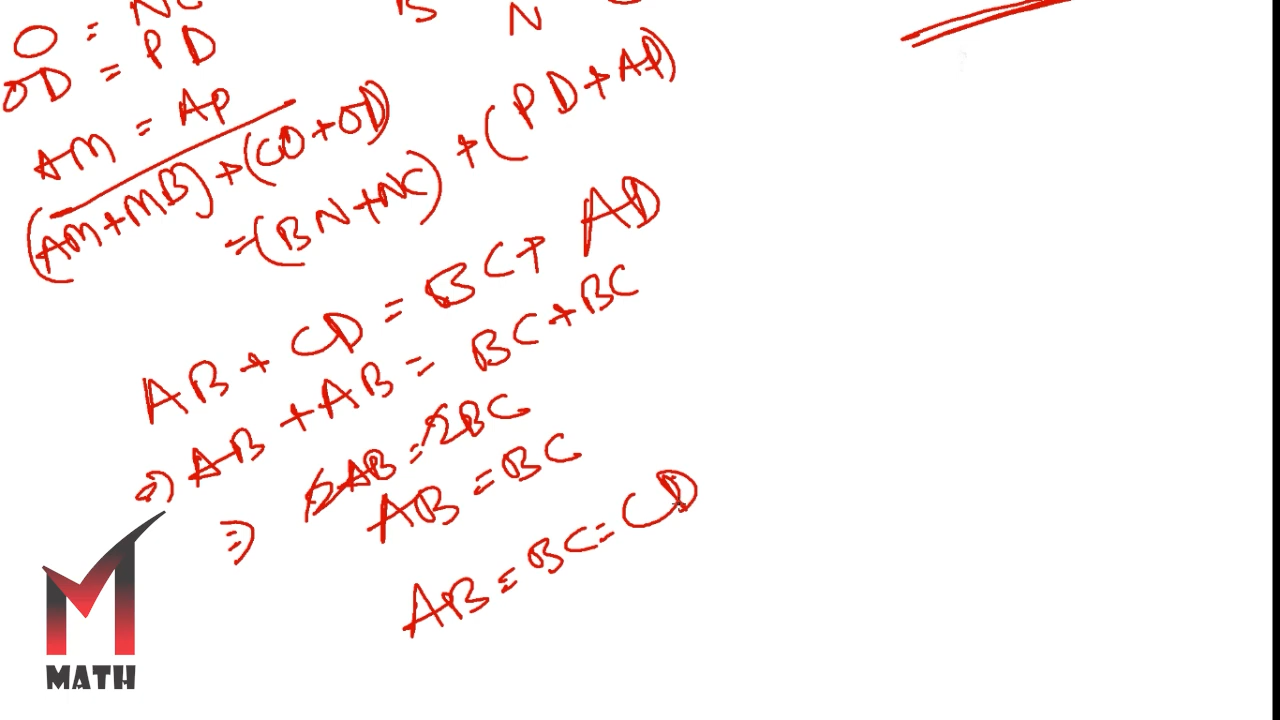 O = NC
B N
OD = PD
AM = AP
(AM+MB)+(CO+OD)
=(BN+NC)+(PD+AP)
AB+CD=BC+AD
⇒ AB+AB=BC+BC
⇒ 2AB=2BC
AB=BC
AB=BC=CD
MATH